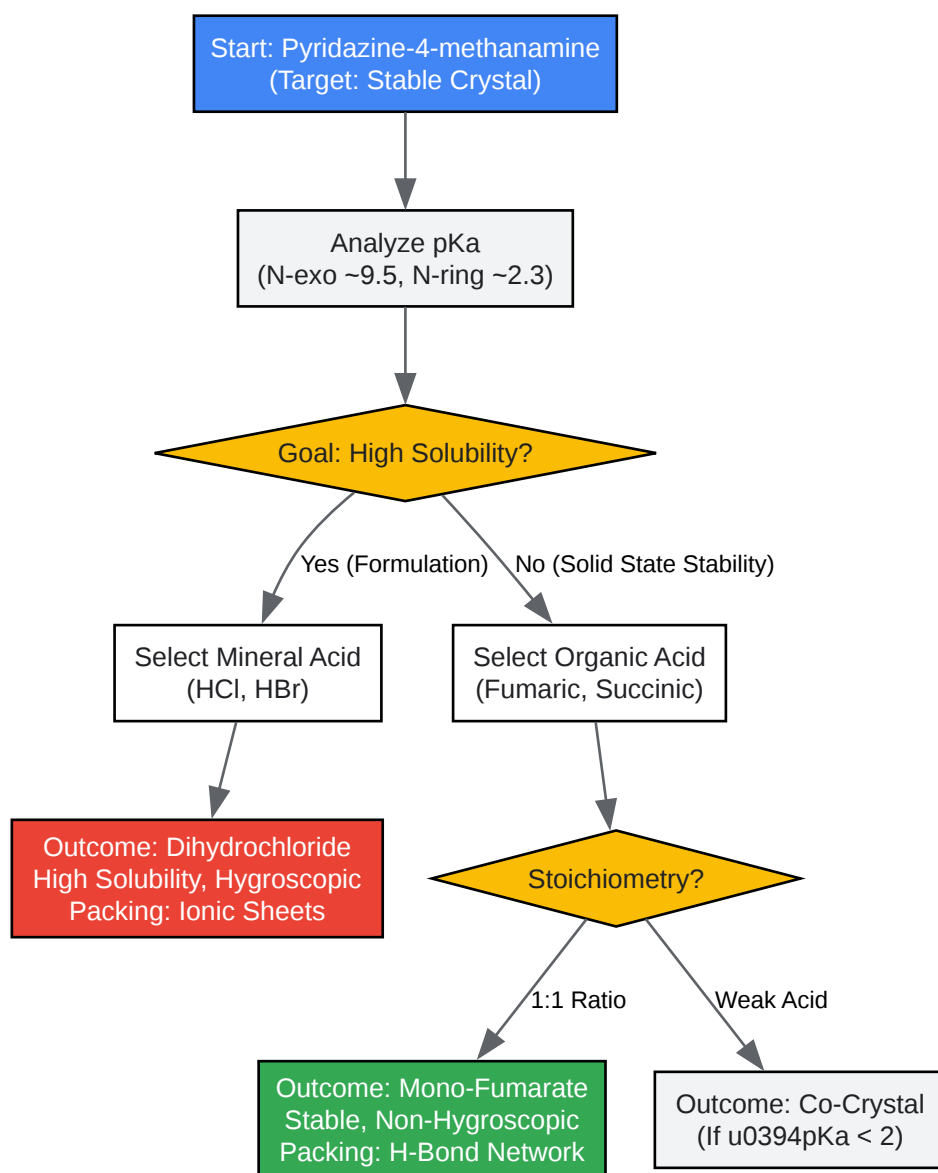 Start: Pyridazine-4-methanamine
(Target: Stable Crystal)
Analyze pKa
(N-exo ~9.5, N-ring ~2.3)
Goal: High Solubility?
Yes (Formulation)
No (Solid State Stability)
Select Mineral Acid
(HCl, HBr)
Select Organic Acid
(Fumaric, Succinic)
Outcome: Dihydrochloride
High Solubility, Hygroscopic
Packing: Ionic Sheets
Stoichiometry?
1:1 Ratio
Weak Acid
Outcome: Mono-Fumarate
Stable, Non-Hygroscopic
Packing: H-Bond Network
Outcome: Co-Crystal
(If u0394pKa < 2)